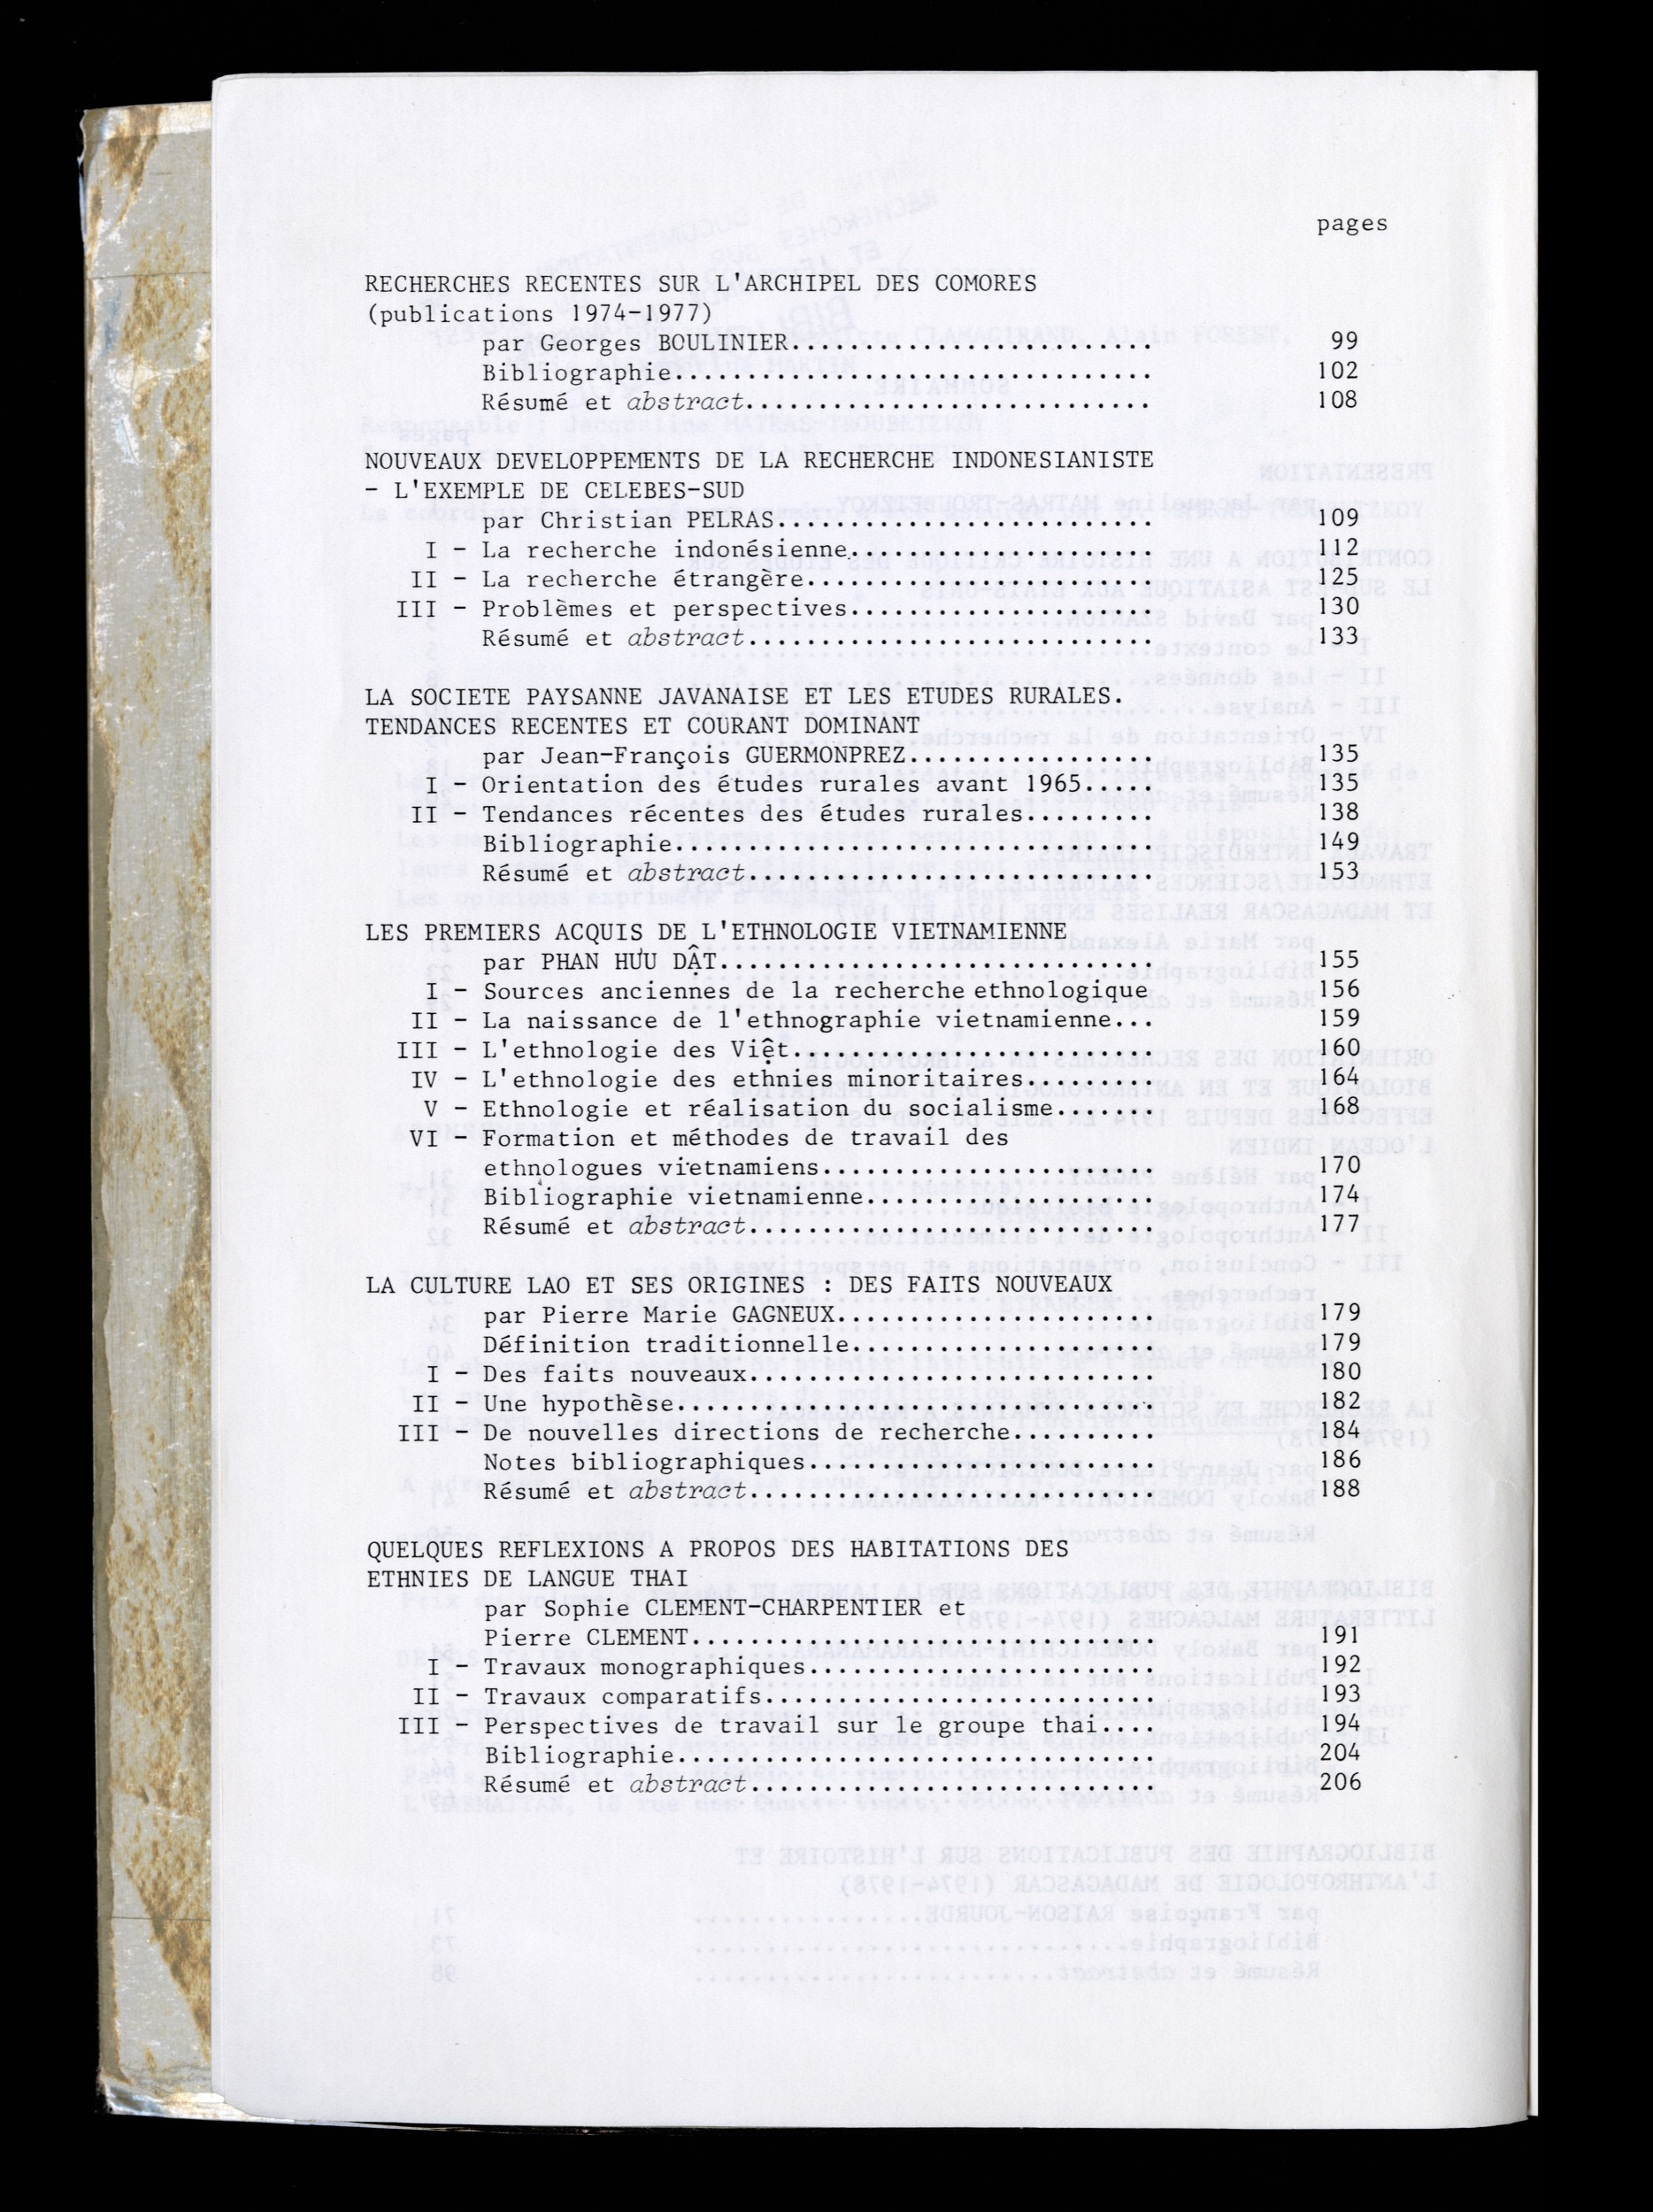 pages
RECHERCHES RECENTES SUR L'ARCHIPEL DES COMORES
(publications 1974-1977)
par Georges BOULINIER......................... 99
Bibliographie................................. 102
Résumé et abstract............................ 108
NOUVEAUX DEVELOPPEMENTS DE LA RECHERCHE INDONESIANISTE
- L'EXEMPLE DE CELEBES-SUD
par Christian PELRAS.......................... 109
I - La recherche indonésienne..................... 112
II - La recherche étrangère........................ 125
III - Problèmes et perspectives..................... 130
Résumé et abstract............................ 133
LA SOCIETE PAYSANNE JAVANAISE ET LES ETUDES RURALES.
TENDANCES RECENTES ET COURANT DOMINANT
par Jean-François GUERMONPREZ................. 135
I - Orientation des études rurales avant 1965..... 135
II - Tendances récentes des études rurales......... 138
Bibliographie................................. 149
Résumé et abstract............................ 153
LES PREMIERS ACQUIS DE L'ETHNOLOGIE VIETNAMIENNE
par PHAN HƯU DẬT.............................. 155
I - Sources anciennes de la recherche ethnologique 156
II - La naissance de l'ethnographie vietnamienne... 159
III - L'ethnologie des Việt......................... 160
IV - L'ethnologie des ethnies minoritaires......... 164
V - Ethnologie et réalisation du socialisme....... 168
VI - Formation et méthodes de travail des
ethnologues vietnamiens....................... 170
Bibliographie vietnamienne.................... 174
Résumé et abstract............................ 177
LA CULTURE LAO ET SES ORIGINES : DES FAITS NOUVEAUX
par Pierre Marie GAGNEUX...................... 179
Définition traditionnelle..................... 179
I - Des faits nouveaux............................ 180
II - Une hypothèse................................. 182
III - De nouvelles directions de recherche.......... 184
Notes bibliographiques........................ 186
Résumé et abstract............................ 188
QUELQUES REFLEXIONS A PROPOS DES HABITATIONS DES
ETHNIES DE LANGUE THAI
par Sophie CLEMENT-CHARPENTIER et
Pierre CLEMENT................................ 191
I - Travaux monographiques........................ 192
II - Travaux comparatifs........................... 193
III - Perspectives de travail sur le groupe thai.... 194
Bibliographie................................. 204
Résumé et abstract............................ 206